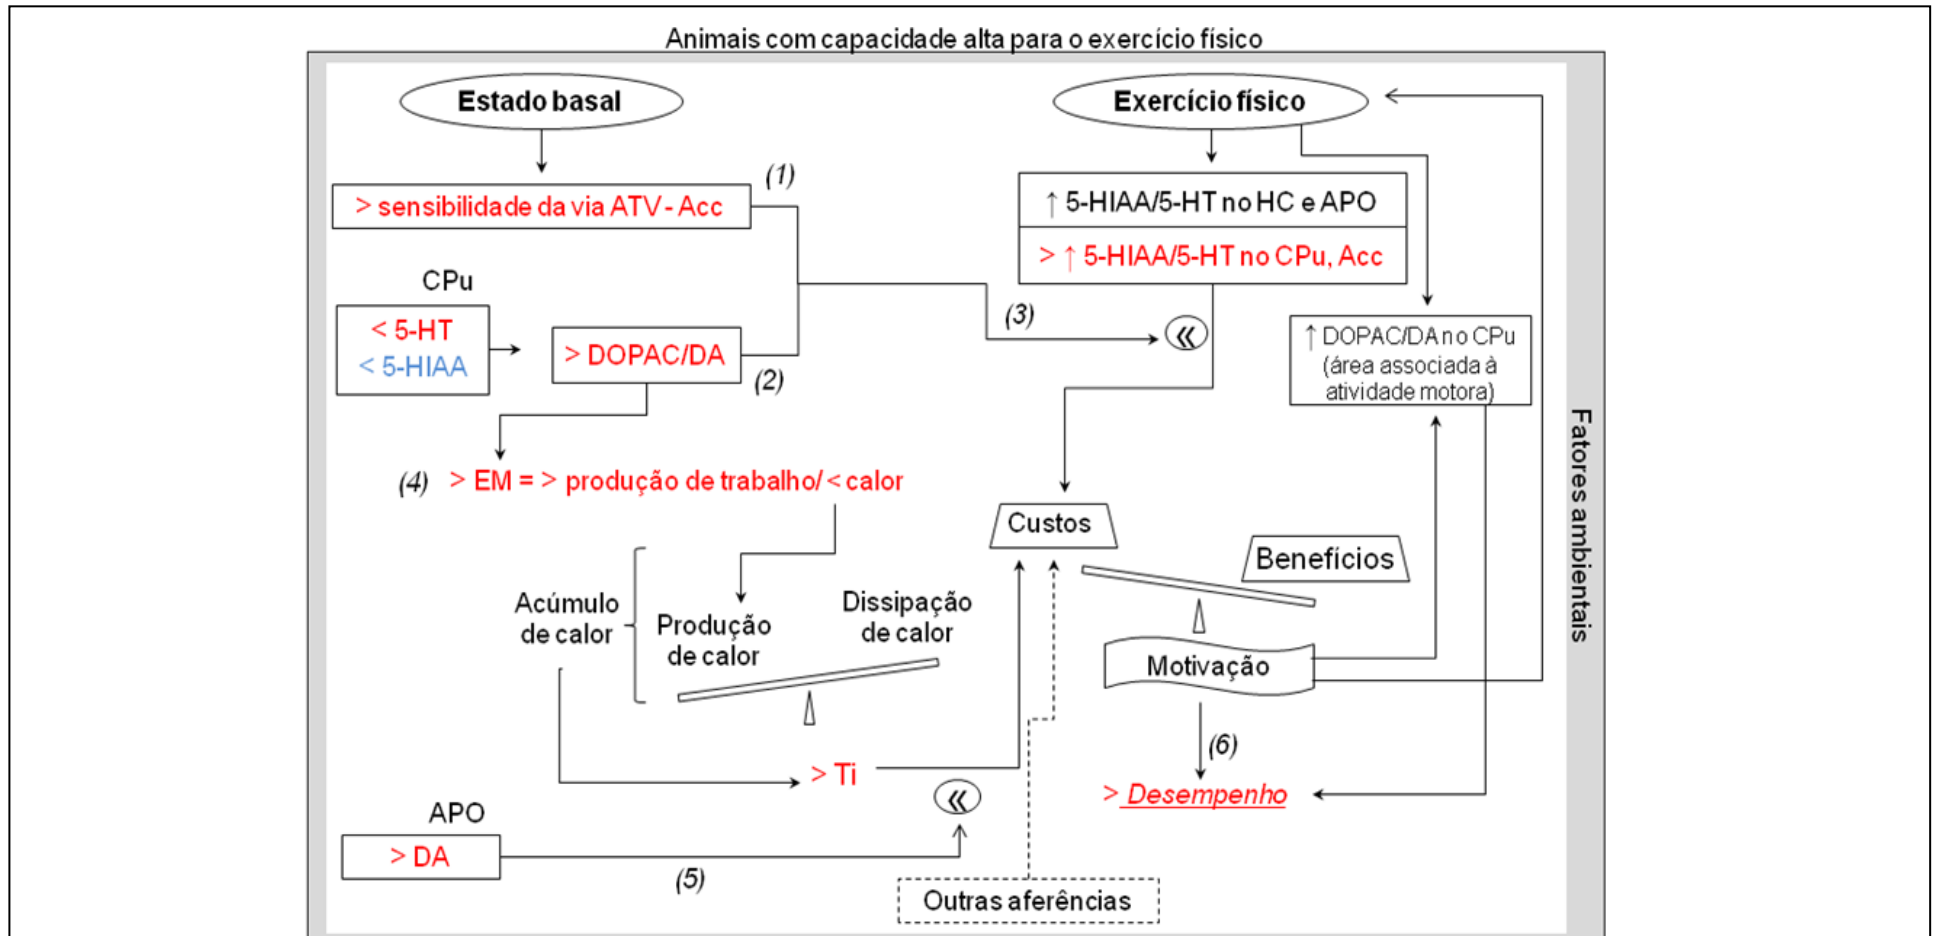 Animais com capacidade alta para o exercício físico
Estado basal
Exercício físico
> sensibilidade da via ATV - Acc
(1)
↑ 5-HIAA/5-HT no HC e APO
> ↑ 5-HIAA/5-HT no CPu, Acc
CPu
< 5-HT
< 5-HIAA
> DOPAC/DA
(2)
(3)
«
↑ DOPAC/DA no CPu
(área associada à
atividade motora)
(4) > EM = > produção de trabalho/ < calor
Custos
Benefícios
Fatores ambientais
Acúmulo
de calor
Produção
de calor
Dissipação
de calor
Motivação
(6)
> Ti
> Desempenho
«
APO
> DA
(5)
Outras aferências